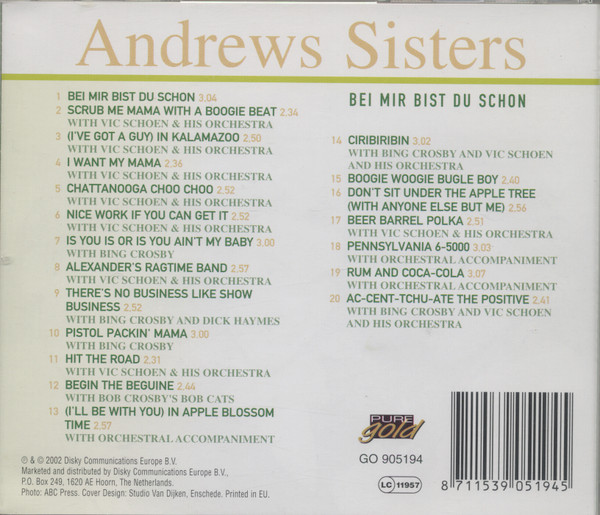 Andrews Sisters
BEI MIR BIST DU SCHON
1 BEI MIR BIST DU SCHON 3.04
2 SCRUB ME MAMA WITH A BOOGIE BEAT 2.34
WITH VIC SCHOEN & HIS ORCHESTRA
3 (I'VE GOT A GUY) IN KALAMAZOO 2.50
WITH VIC SCHOEN & HIS ORCHESTRA
4 I WANT MY MAMA 2.36
WITH VIC SCHOEN & HIS ORCHESTRA
5 CHATTANOOGA CHOO CHOO 2.52
WITH VIC SCHOEN & HIS ORCHESTRA
6 NICE WORK IF YOU CAN GET IT 2.52
WITH VIC SCHOEN & HIS ORCHESTRA
7 IS YOU IS OR IS YOU AIN'T MY BABY 3.00
WITH BING CROSBY
8 ALEXANDER'S RAGTIME BAND 2.57
WITH VIC SCHOEN & HIS ORCHESTRA
9 THERE'S NO BUSINESS LIKE SHOW
BUSINESS 2.52
WITH BING CROSBY AND DICK HAYMES
10 PISTOL PACKIN' MAMA 3.00
WITH BING CROSBY
11 HIT THE ROAD 2.31
WITH VIC SCHOEN & HIS ORCHESTRA
12 BEGIN THE BEGUINE 2.44
WITH BOB CROSBY'S BOB CATS
13 (I'LL BE WITH YOU) IN APPLE BLOSSOM
TIME 2.57
WITH ORCHESTRAL ACCOMPANIMENT
14 CIRIBIRIBIN 3.02
WITH BING CROSBY AND VIC SCHOEN
AND HIS ORCHESTRA
15 BOOGIE WOOGIE BUGLE BOY 2.40
16 DON'T SIT UNDER THE APPLE TREE
(WITH ANYONE ELSE BUT ME) 2.56
17 BEER BARREL POLKA 2.51
WITH VIC SCHOEN & HIS ORCHESTRA
18 PENNSYLVANIA 6-5000 3.03
WITH ORCHESTRAL ACCOMPANIMENT
19 RUM AND COCA-COLA 3.07
WITH ORCHESTRAL ACCOMPANIMENT
20 AC-CENT-TCHU-ATE THE POSITIVE 2.41
WITH BING CROSBY AND VIC SCHOEN
AND HIS ORCHESTRA
℗ & © 2002 Disky Communications Europe B.V.
Marketed and distributed by Disky Communications Europe B.V.,
P.O. Box 249, 1620 AE Hoorn, The Netherlands.
Photo: ABC Press. Cover Design: Studio Van Dijken, Enschede. Printed in EU.
PURE
gold
GO 905194
LC 11957
8 711539 051945